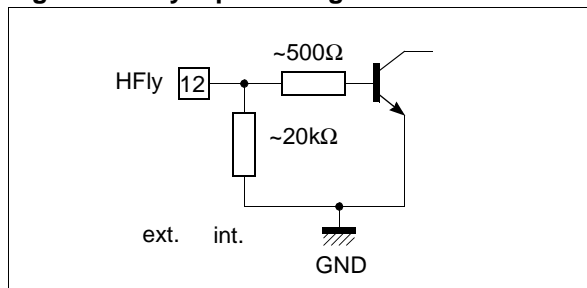 ~500Ω
HFly 12
~20kΩ
ext. int.
GND